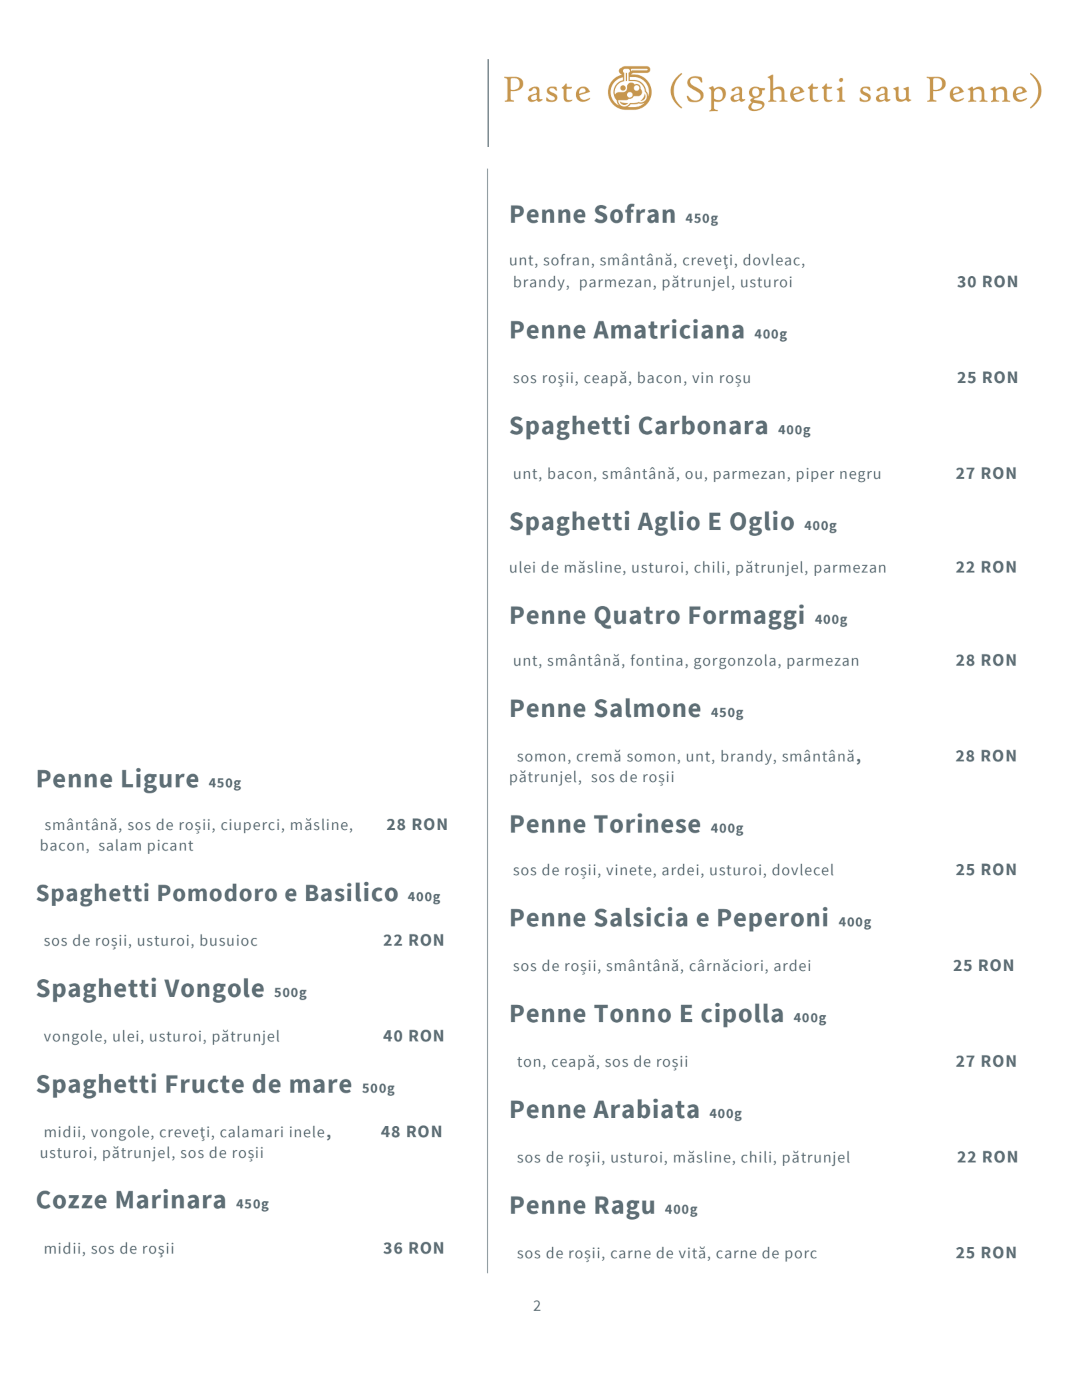 Paste (Spaghetti sau Penne)
Penne Sofran 450g
unt, sofran, smântână, creveţi, dovleac,
brandy, parmezan, pătrunjel, usturoi 30 RON
Penne Amatriciana 400g
sos roşii, ceapă, bacon, vin roșu 25 RON
Spaghetti Carbonara 400g
unt, bacon, smântână, ou, parmezan, piper negru 27 RON
Spaghetti Aglio E Oglio 400g
ulei de măsline, usturoi, chili, pătrunjel, parmezan 22 RON
Penne Quatro Formaggi 400g
unt, smântână, fontina, gorgonzola, parmezan 28 RON
Penne Salmone 450g
somon, cremă somon, unt, brandy, smântână, 28 RON
pătrunjel, sos de roșii
Penne Torinese 400g
sos de roșii, vinete, ardei, usturoi, dovlecel 25 RON
Penne Salsicia e Peperoni 400g
sos de roșii, smântână, cârnăciori, ardei 25 RON
Penne Tonno E cipolla 400g
ton, ceapă, sos de roșii 27 RON
Penne Arabiata 400g
sos de roşii, usturoi, măsline, chili, pătrunjel 22 RON
Penne Ragu 400g
sos de roșii, carne de vită, carne de porc 25 RON
Penne Ligure 450g
smântână, sos de roșii, ciuperci, măsline, 28 RON
bacon, salam picant
Spaghetti Pomodoro e Basilico 400g
sos de roșii, usturoi, busuioc 22 RON
Spaghetti Vongole 500g
vongole, ulei, usturoi, pătrunjel 40 RON
Spaghetti Fructe de mare 500g
midii, vongole, creveţi, calamari inele, 48 RON
usturoi, pătrunjel, sos de roșii
Cozze Marinara 450g
midii, sos de roşii 36 RON
2